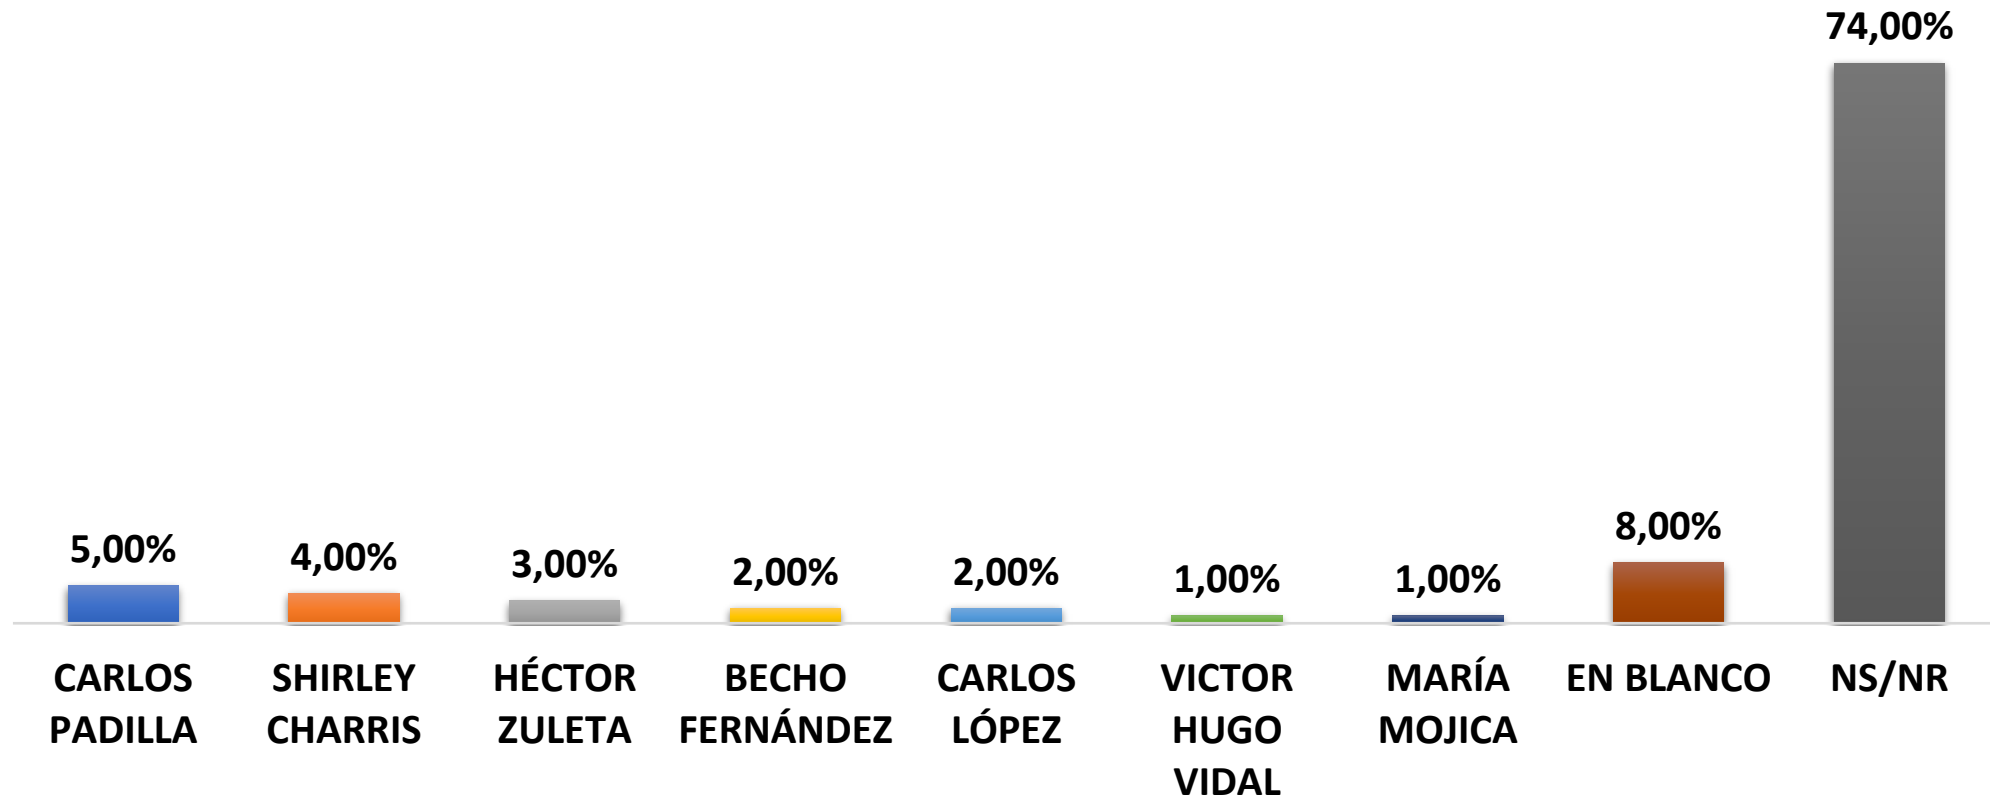 74,00%
5,00%
4,00%
3,00%
2,00%
2,00%
1,00%
1,00%
8,00%
CARLOS
PADILLA
SHIRLEY
CHARRIS
HÉCTOR
ZULETA
BECHO
FERNÁNDEZ
CARLOS
LÓPEZ
VICTOR
HUGO
VIDAL
MARÍA
MOJICA
EN BLANCO
NS/NR